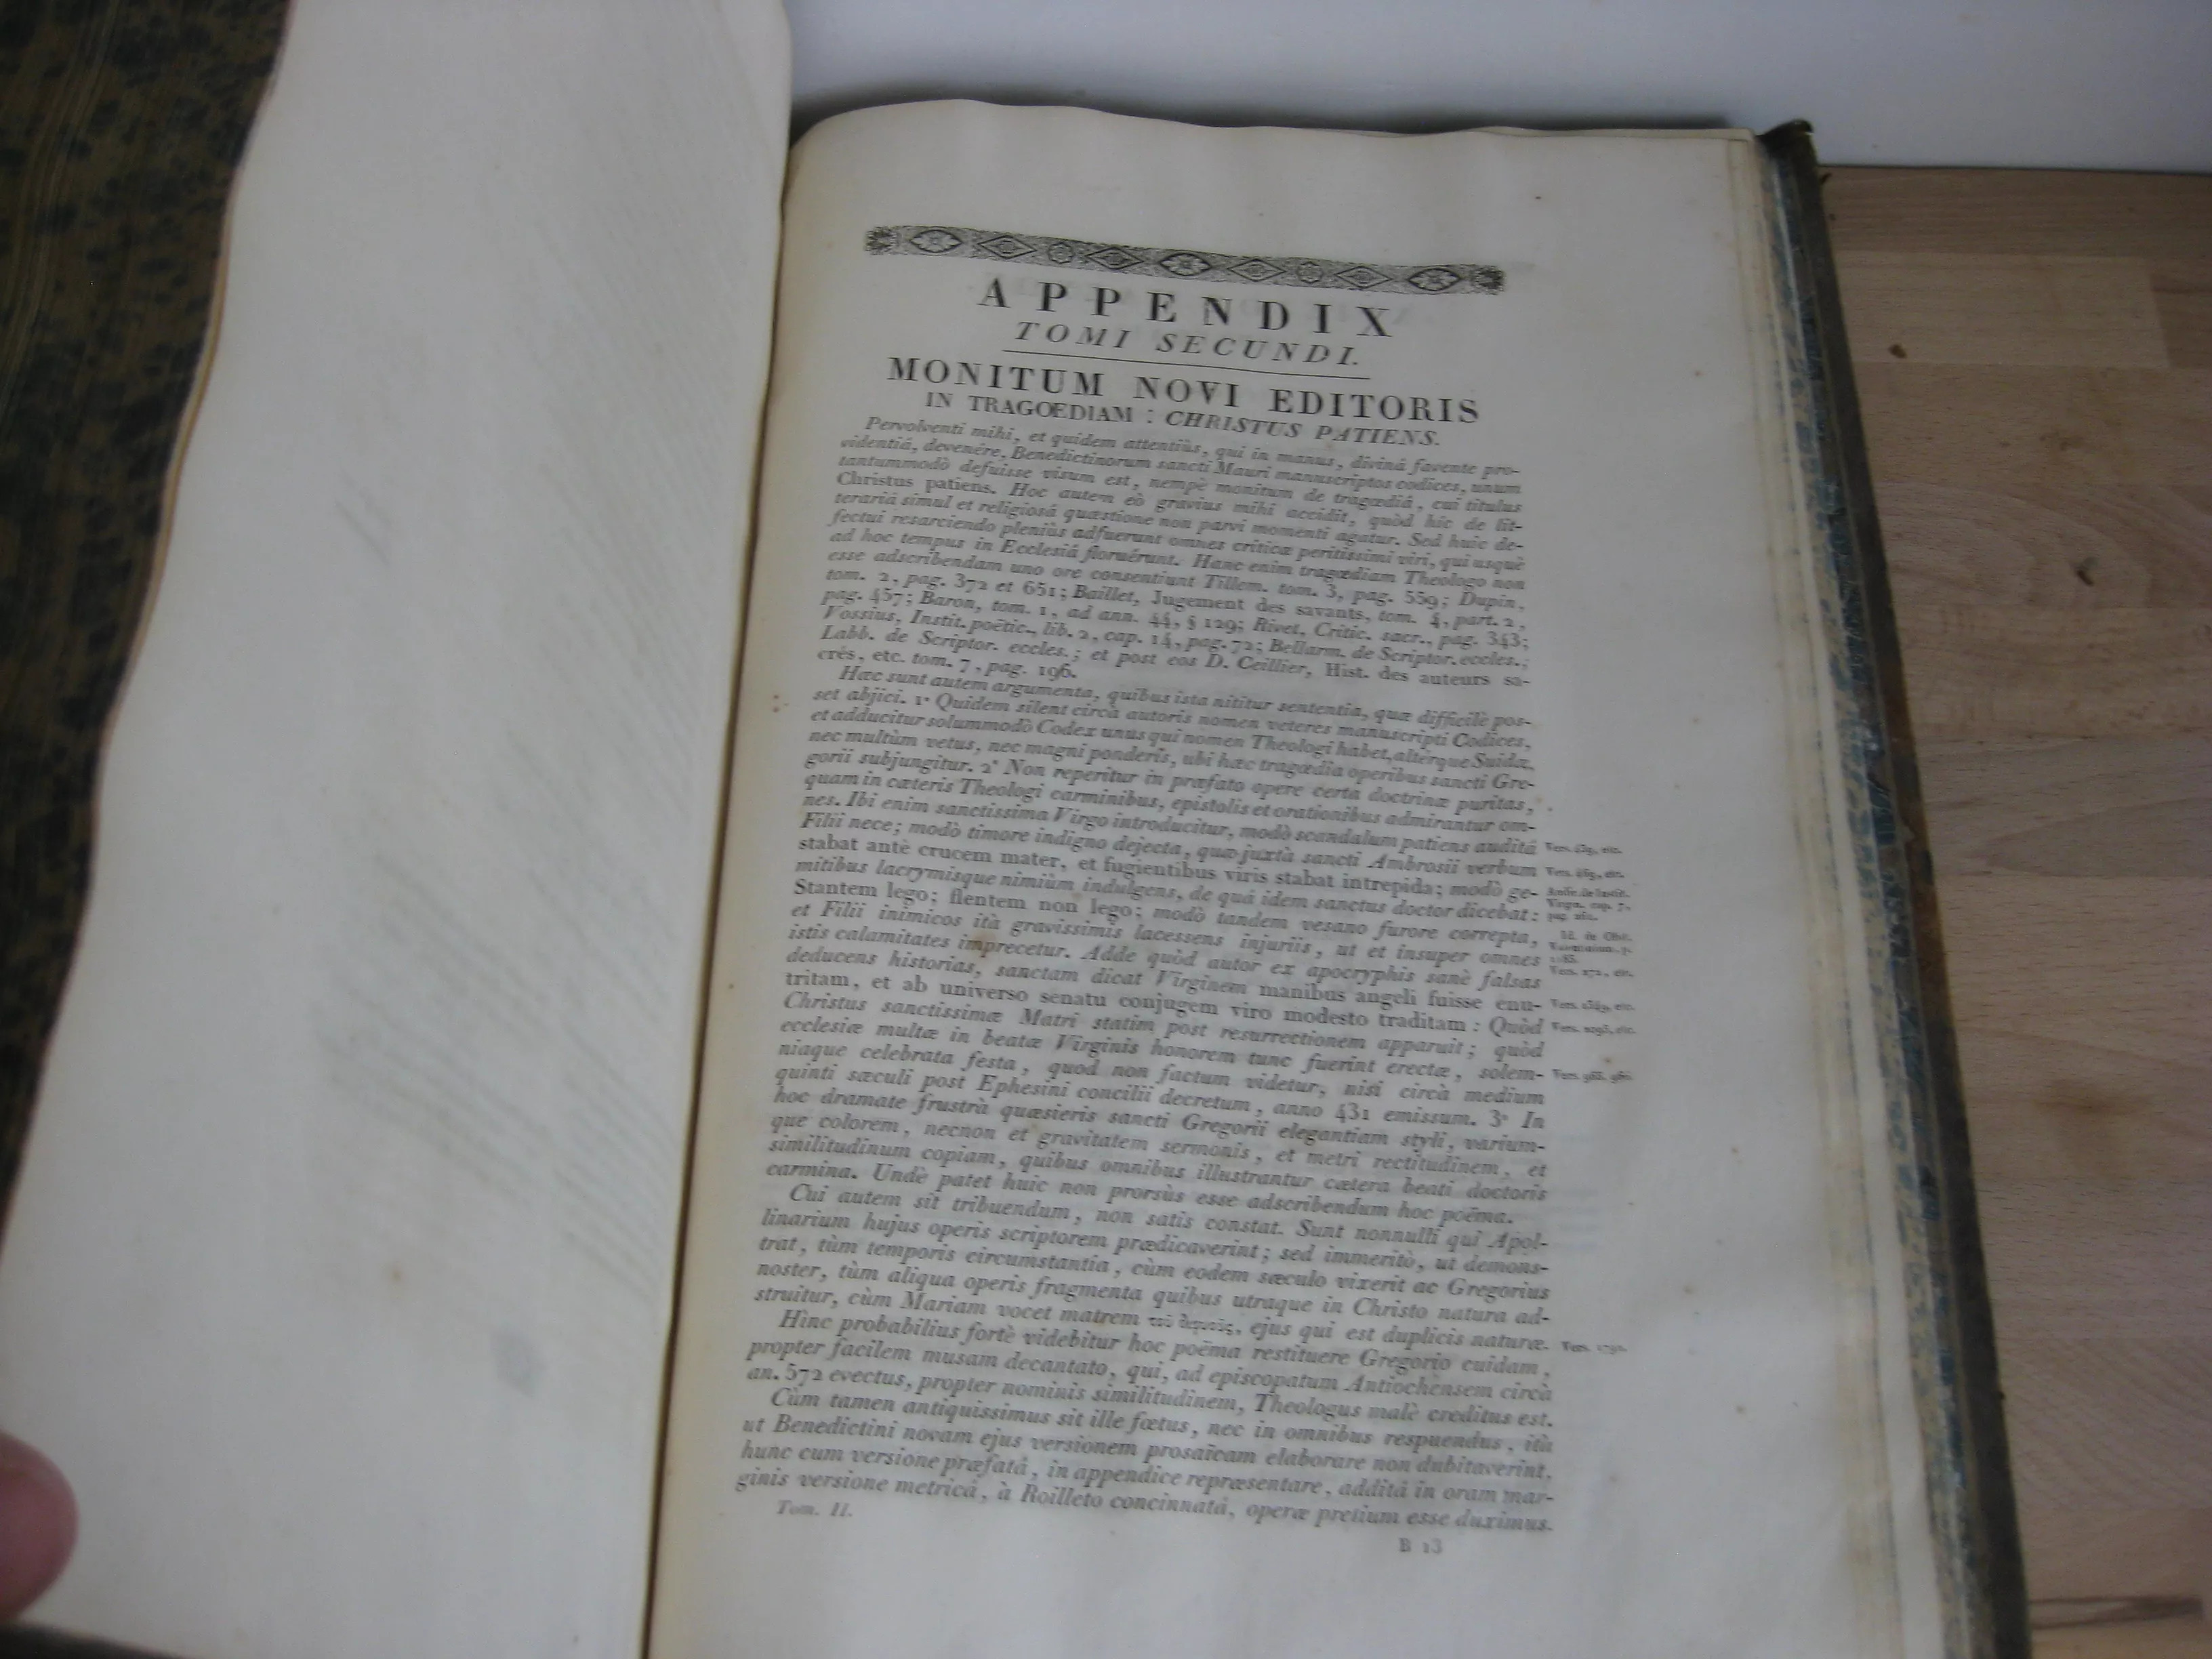 APPENDIX
TOMI SECUNDI.
MONITUM NOVI EDITORIS
IN TRAGOEDIAM : CHRISTUS PATIENS.
Pervolventi mihi, et quidem attentiùs, qui in manus, divinâ favente pro-
videntiâ, devenére, Benedictinorum sancti Mauri manuscriptos codices, unum
tantummodò defuisse visum est, nempè monitum de tragœdiâ, cui titulus
Christus patiens. Hoc autem eò gravius mihi accidit, quòd hîc de lit-
terariâ simul et religiosâ quæstione non parvi momenti agatur. Sed huic de-
fectui resarciendo pleniùs adfuerunt omnes criticæ peritissimi viri, qui usquè
ad hoc tempus in Ecclesiâ floruérunt. Hanc enim tragœdiam Theologo non
esse adscribendam uno ore consentiunt Tillem. tom. 3, pag. 559; Dupin,
tom. 2, pag. 372 et 651; Baillet, Jugement des savants, tom. 4, part. 2,
pag. 457; Baron, tom. 1, ad ann. 44, § 129; Rivet, Critic. sacr., pag. 343;
Vossius, Instit. poëtic., lib. 2, cap. 14, pag. 72; Bellarm. de Scriptor. eccles.;
Labb. de Scriptor. eccles.; et post eos D. Ceillier, Hist. des auteurs sa-
crés, etc. tom. 7, pag. 196.
Hæc sunt autem argumenta, quibus ista nititur sententia, quæ difficilè pos-
set abjici. 1° Quidem silent circà autoris nomen veteres manuscripti Codices,
et adducitur solummodò Codex unus qui nomen Theologi habet, alterque Suidæ,
nec multùm vetus, nec magni ponderis, ubi hæc tragœdia operibus sancti Gre-
gorii subjungitur. 2° Non reperitur in præfato opere certa doctrinæ puritas,
quam in cæteris Theologi carminibus, epistolis et orationibus admirantur om-
nes. Ibi enim sanctissima Virgo introducitur, modò scandalum patiens auditâ
Filii nece; modò timore indigno dejecta, quæ juxtà sancti Ambrosii verbum
stabat antè crucem mater, et fugientibus viris stabat intrepida; modò ge-
mitibus lacrymisque nimiùm indulgens, de quâ idem sanctus doctor dicebat:
Stantem lego; flentem non lego; modò tandem vesano furore correpta,
et Filii inimicos ità gravissimis lacessens injuriis, ut et insuper omnes
istis calamitates imprecetur. Adde quòd autor ex apocryphis sanè falsas
deducens historias, sanctam dicat Virginem manibus angeli fuisse enu-
tritam, et ab universo senatu conjugem viro modesto traditam : Quòd
Christus sanctissimæ Matri statim post resurrectionem apparuit; quòd
ecclesiæ multæ in beatæ Virginis honorem tunc fuerint erectæ, solem-
niaque celebrata festa, quod non factum videtur, nisi circà medium
quinti sæculi post Ephesini concilii decretum, anno 431 emissum. 3° In
hoc dramate frustrà quæsieris sancti Gregorii elegantiam styli, varium-
que colorem, necnon et gravitatem sermonis, et metri rectitudinem, et
similitudinum copiam, quibus omnibus illustrantur cætera beati doctoris
carmina. Undè patet huic non prorsùs esse adscribendum hoc poëma.
Cui autem sit tribuendum, non satis constat. Sunt nonnulli qui Apol-
linarium hujus operis scriptorem prædicaverint; sed immeritò, ut demons-
trat, tùm temporis circumstantia, cùm eodem sæculo vixerit ac Gregorius
noster, tùm aliqua operis fragmenta quibus utraque in Christo natura ad-
struitur, cùm Mariam vocet matrem ejus qui est duplicis naturæ.
Hinc probabilius fortè videbitur hoc poëma restituere Gregorio cuidam,
propter facilem musam decantato, qui, ad episcopatum Antiochensem circà
an. 572 evectus, propter nominis similitudinem, Theologus malè creditus est.
Cùm tamen antiquissimus sit ille fœtus, nec in omnibus respuendus, ità
ut Benedictini novam ejus versionem prosaïcam elaborare non dubitaverint,
hunc cum versione præfatâ, in appendice repræsentare, additâ in oram mar-
ginis versione metricâ, à Roilleto concinnatâ, operæ pretium esse duximus.
Tom. II.
B 13